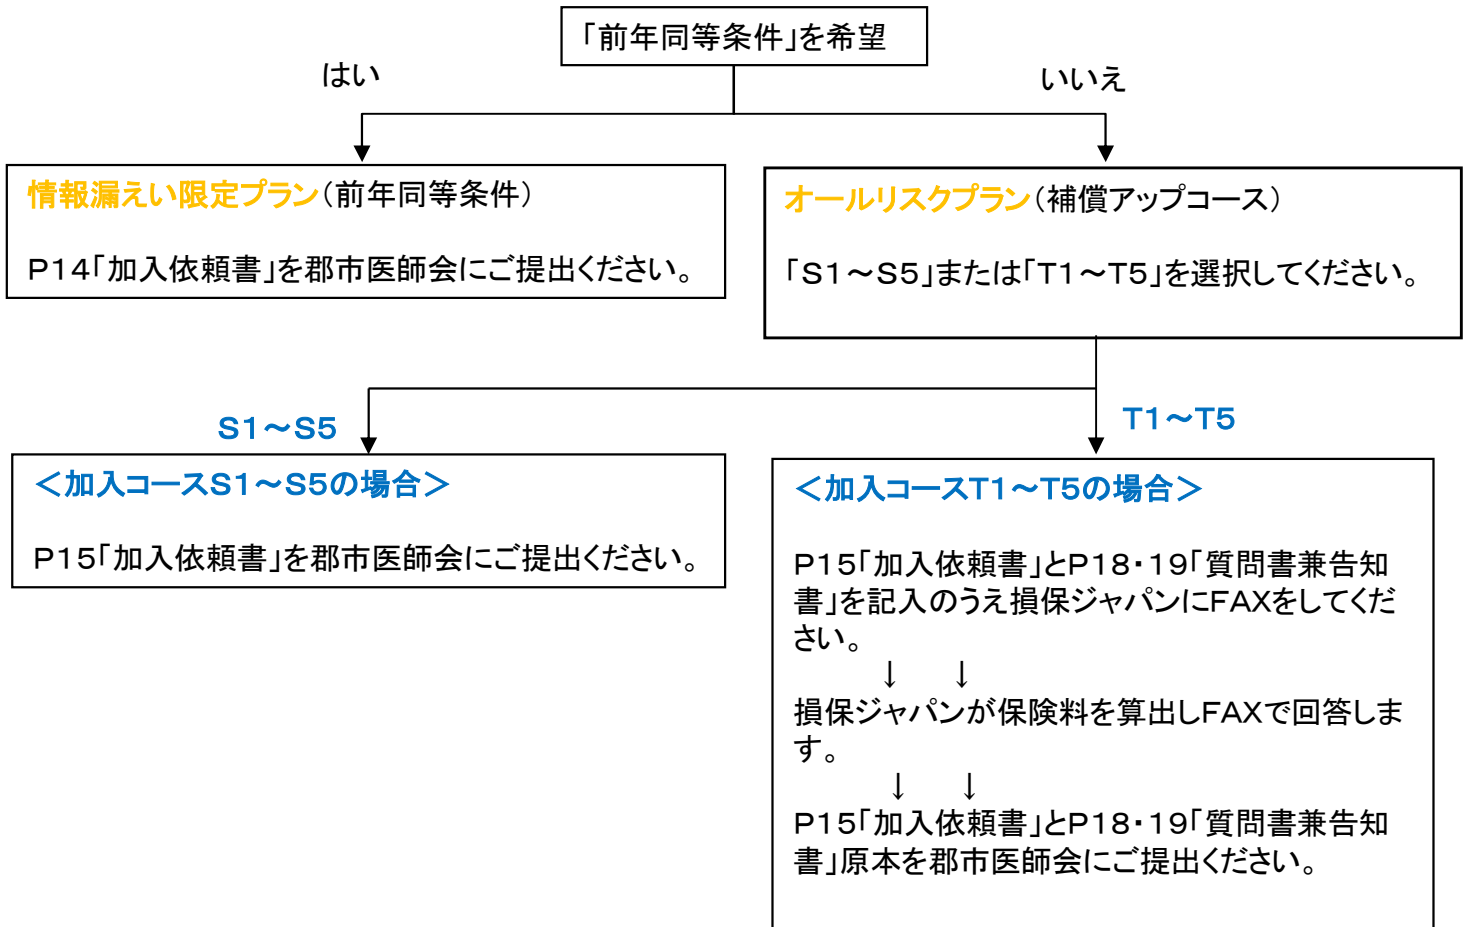 「前年同等条件」を希望
はい
いいえ
情報漏えい限定プラン（前年同等条件）
P14「加入依頼書」を郡市医師会にご提出ください。
オールリスクプラン（補償アップコース）
「S1～S5」または「T1～T5」を選択してください。
S1～S5
T1～T5
＜加入コースS1～S5の場合＞
P15「加入依頼書」を郡市医師会にご提出ください。
＜加入コースT1～T5の場合＞
P15「加入依頼書」とP18・19「質問書兼告知
書」を記入のうえ損保ジャパンにFAXをしてくだ
さい。
↓　↓
損保ジャパンが保険料を算出しFAXで回答しま
す。
↓　↓
P15「加入依頼書」とP18・19「質問書兼告知
書」原本を郡市医師会にご提出ください。